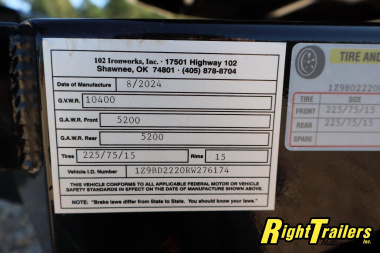 102 Ironworks, Inc. · 17501 Highway 102
Shawnee, OK 74801 · (405) 878-8704
Date of Manufacture 8/2024
G.V.W.R. 10400
G.A.W.R. Front 5200
G.A.W.R. Rear 5200
Tires 225/75/15 Rims 15
Vehicle I.D. Number 1Z9BD2220RW276174
THIS VEHICLE CONFORMS TO ALL APPLICABLE FEDERAL MOTOR OR VEHICLE
SAFETY STANDARDS IN EFFECT ON THE DATE OF MANUFACTURE SHOWN ABOVE.
NOTE: "Brake laws differ from State to State. You should know your laws."
TIRE AND
1Z9BD2220R
TIRE SIZE
FRONT 225/75/15
REAR 225/75/15
SPARE
RightTrailers
Inc.